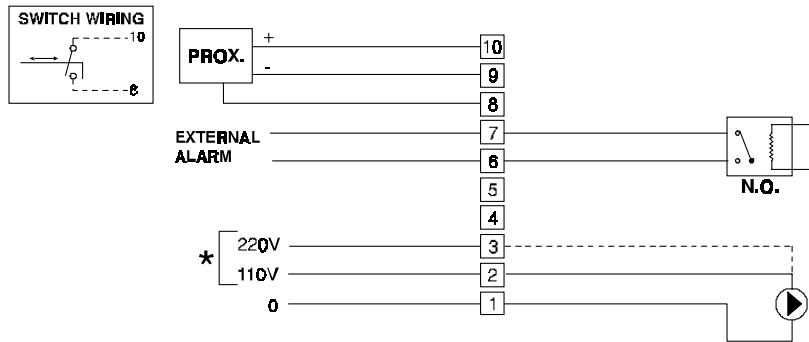 SWITCH WIRING
10
8
PROX.
+
-
10
9
8
7
EXTERNAL
ALARM
6
N.O.
5
4
*
220V
3
110V
2
0
1